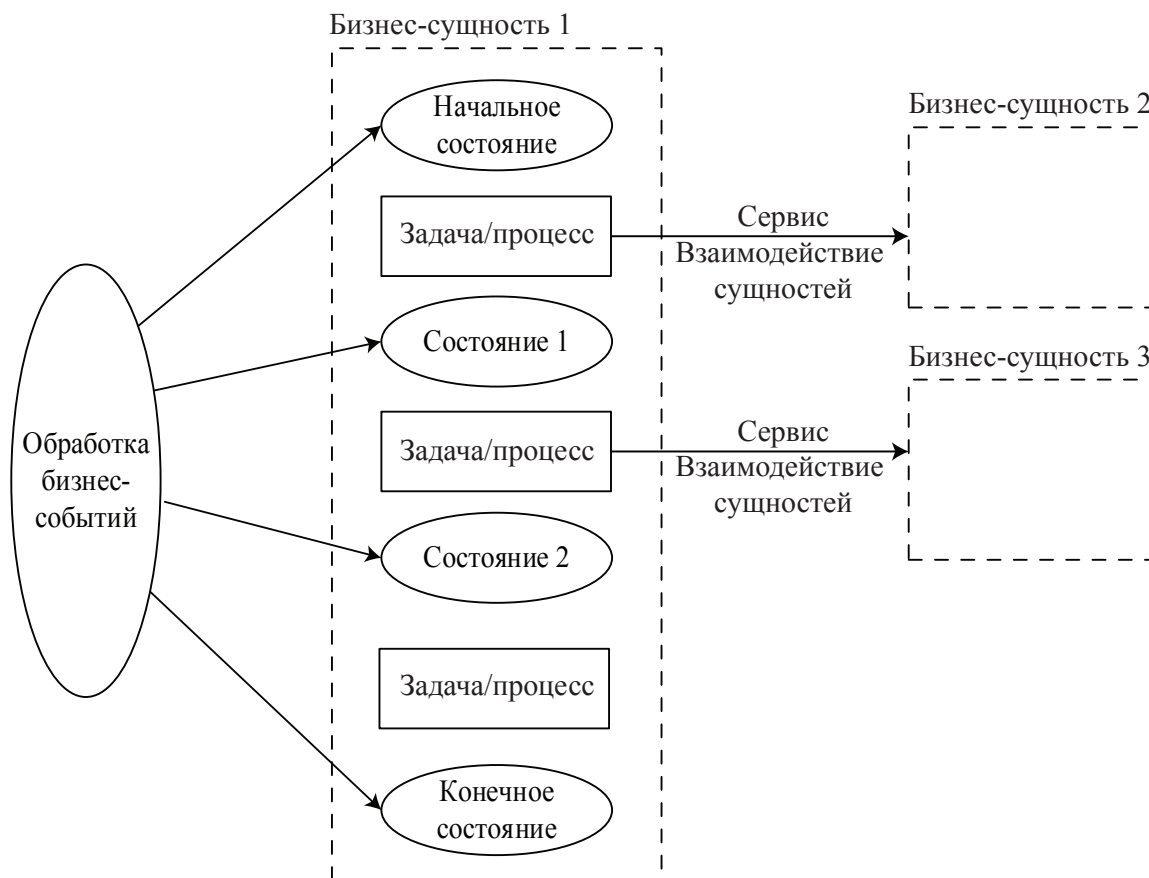 Бизнес-сущность 1
Начальное
состояние
Бизнес-сущность 2
Задача/процесс
Сервис
Взаимодействие
сущностей
Состояние 1
Бизнес-сущность 3
Обработка
бизнес-
событий
Задача/процесс
Сервис
Взаимодействие
сущностей
Состояние 2
Задача/процесс
Конечное
состояние